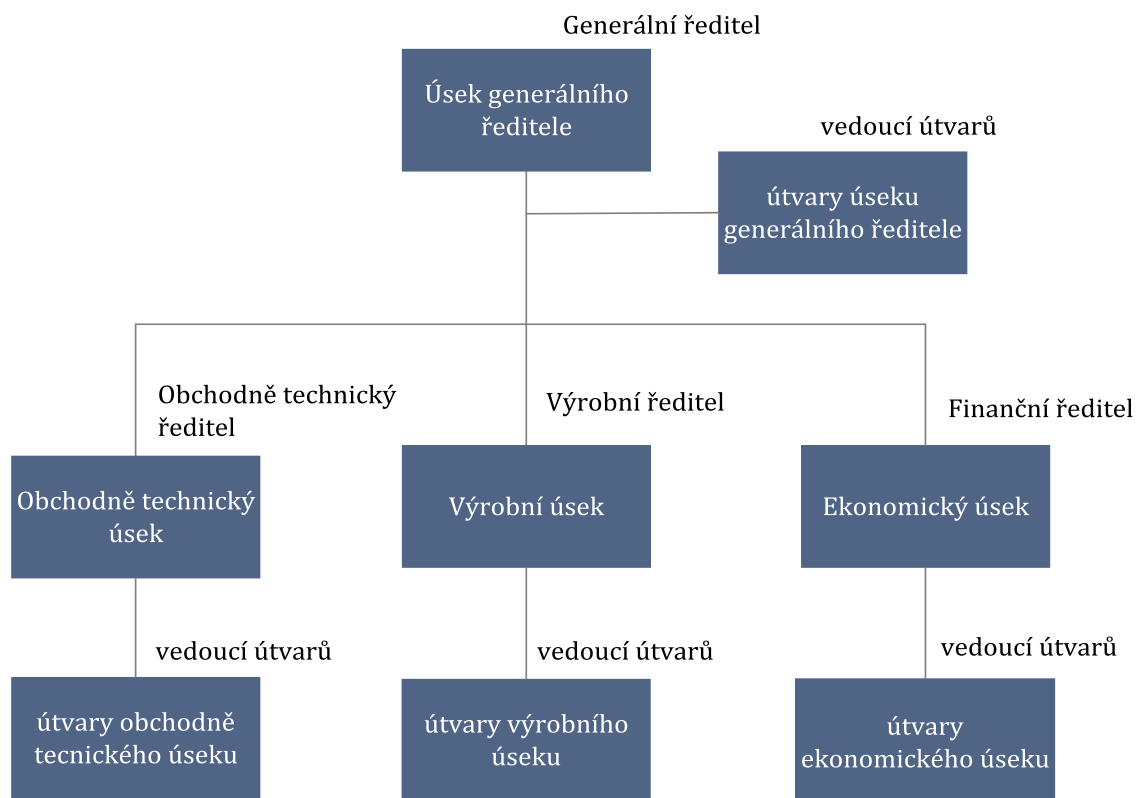 Generální ředitel
Úsek generálního
ředitele
vedoucí útvarů
útvary úseku
generálního ředitele
Obchodně technický
ředitel
Výrobní ředitel
Finanční ředitel
Obchodně technický
úsek
Výrobní úsek
Ekonomický úsek
vedoucí útvarů
vedoucí útvarů
vedoucí útvarů
útvary obchodně
tecnického úseku
útvary výrobního
úseku
útvary
ekonomického úseku